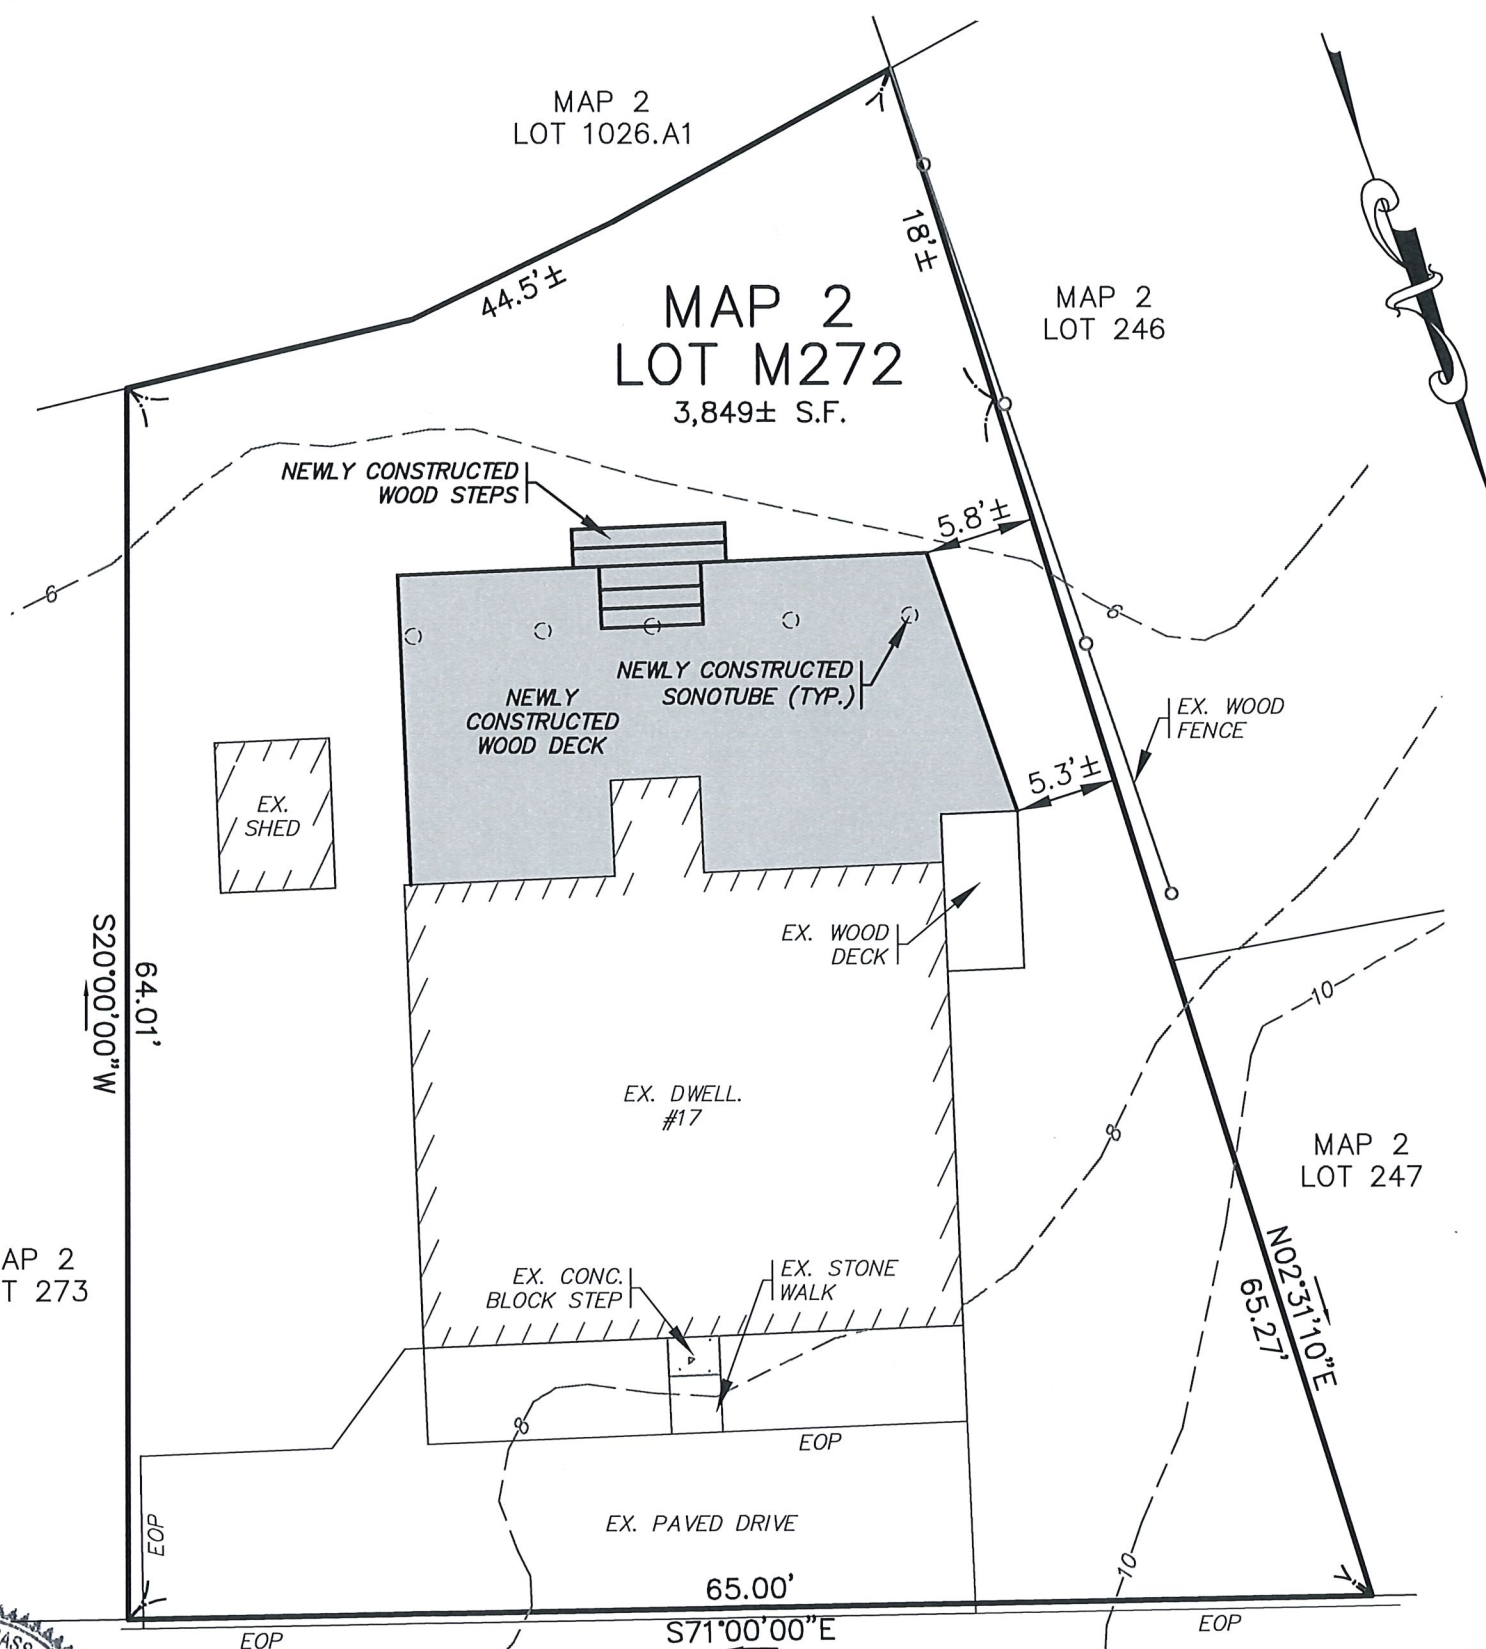 MAP 2
LOT 1026.A1
18'±
44.5'±
MAP 2
LOT M272
3,849± S.F.
MAP 2
LOT 246
NEWLY CONSTRUCTED
WOOD STEPS
5.8'±
6
6
NEWLY CONSTRUCTED
SONOTUBE (TYP.)
NEWLY
CONSTRUCTED
WOOD DECK
EX. WOOD
FENCE
5.3'±
EX.
SHED
EX. WOOD
DECK
S20°00'00"W
64.01'
10
EX. DWELL.
#17
8
MAP 2
LOT 247
AP 2
T 273
EX. CONC.
BLOCK STEP
EX. STONE
WALK
N02°31'10"E
65.27'
8
EOP
EOP
EX. PAVED DRIVE
10
65.00'
S71°00'00"E
EOP
EOP